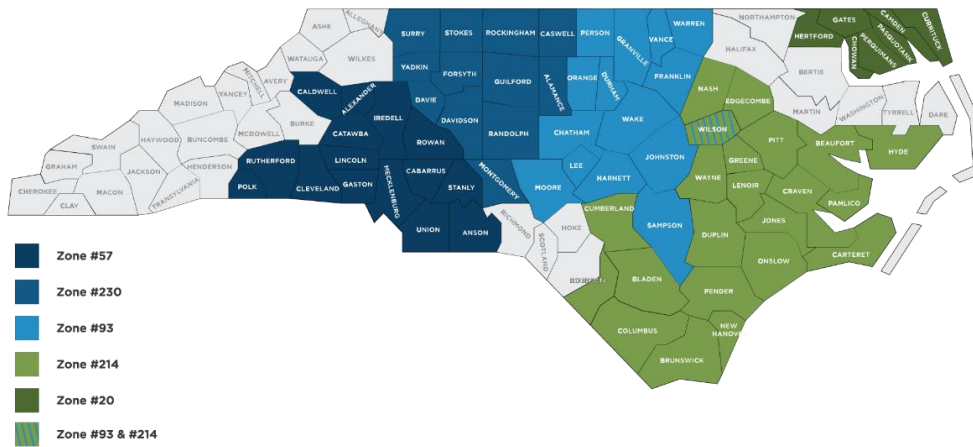 ASHE
ALLEGHANY
SURRY
STOKES
ROCKINGHAM
CASWELL
PERSON
GRANVILLE
VANCE
WARREN
NORTHAMPTON
HERTFORD
GATES
CAMDEN
CURRITUCK
PASQUOTANK
PERQUIMANS
CHOWAN
HALIFAX
BERTIE
WATAUGA
WILKES
YADKIN
FORSYTH
GUILFORD
ALAMANCE
ORANGE
DURHAM
FRANKLIN
NASH
EDGECOMBE
MARTIN
WASHINGTON
TYRRELL
DARE
MITCHELL
AVERY
CALDWELL
ALEXANDER
IREDELL
DAVIE
DAVIDSON
RANDOLPH
CHATHAM
WAKE
WILSON
PITT
BEAUFORT
HYDE
MADISON
YANCEY
MCDOWELL
BURKE
CATAWBA
ROWAN
HAYWOOD
BUNCOMBE
RUTHERFORD
LINCOLN
CABARRUS
MONTGOMERY
MOORE
LEE
HARNETT
JOHNSTON
WAYNE
GREENE
LENOIR
CRAVEN
PAMLICO
SWAIN
GRAHAM
JACKSON
HENDERSON
TRANSYLVANIA
POLK
CLEVELAND
GASTON
MECKLENBURG
STANLY
CHEROKEE
MACON
CLAY
UNION
ANSON
RICHMOND
SCOTLAND
HOKE
CUMBERLAND
SAMPSON
DUPLIN
JONES
ONSLOW
CARTERET
BLADEN
PENDER
COLUMBUS
NEW
HANOVER
BRUNSWICK
Zone #57
Zone #230
Zone #93
Zone #214
Zone #20
Zone #93 & #214